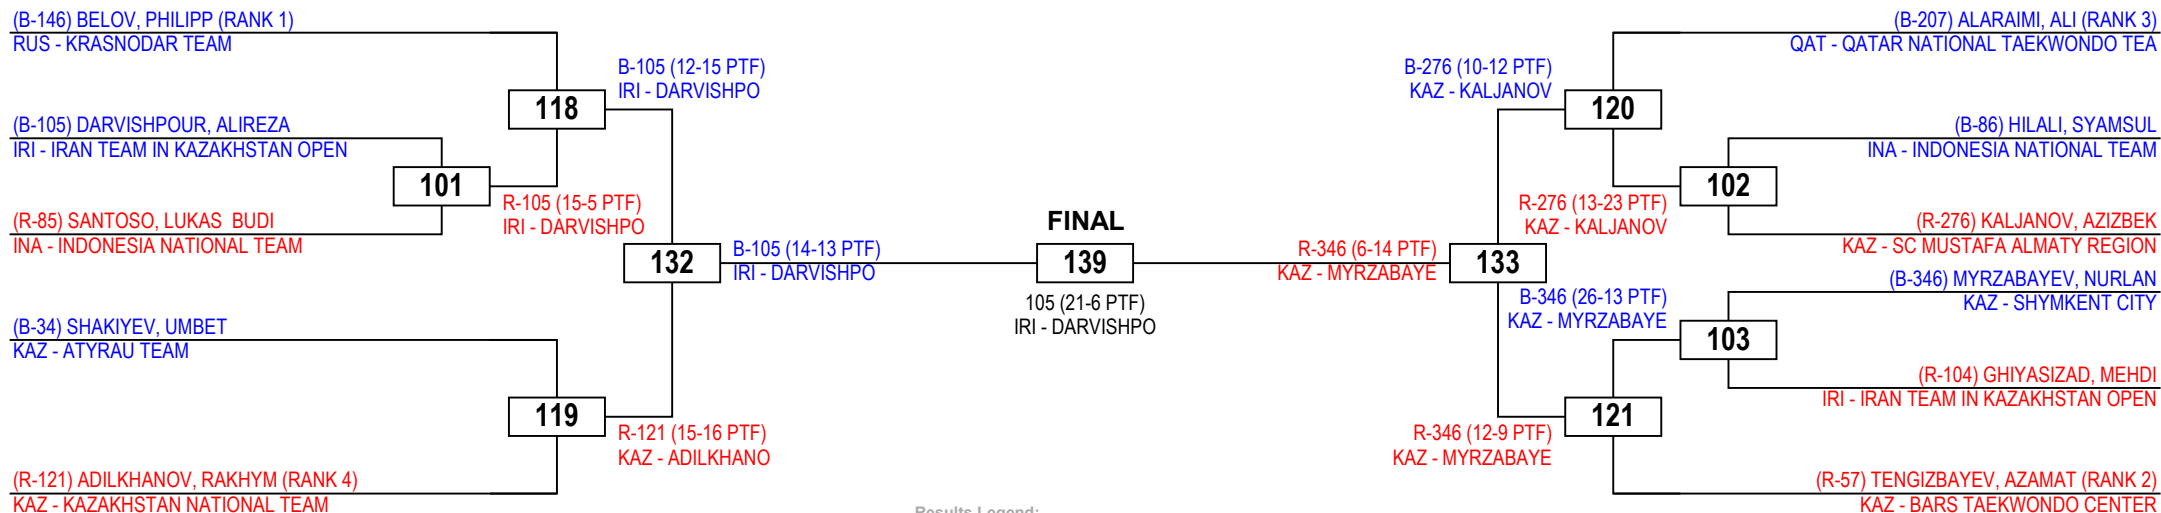 (B-146) BELOV, PHILIPP (RANK 1)
RUS - KRASNODAR TEAM
(B-105) DARVISHPOUR, ALIREZA
IRI - IRAN TEAM IN KAZAKHSTAN OPEN
(R-85) SANTOSO, LUKAS  BUDI
INA - INDONESIA NATIONAL TEAM
(B-34) SHAKIYEV, UMBET
KAZ - ATYRAU TEAM
(R-121) ADILKHANOV, RAKHYM (RANK 4)
KAZ - KAZAKHSTAN NATIONAL TEAM
101
118
119
B-105 (12-15 PTF)
IRI - DARVISHPO
R-105 (15-5 PTF)
IRI - DARVISHPO
R-121 (15-16 PTF)
KAZ - ADILKHANO
132
B-105 (14-13 PTF)
IRI - DARVISHPO
FINAL
139
105 (21-6 PTF)
IRI - DARVISHPO
R-346 (6-14 PTF)
KAZ - MYRZABAYE
133
B-276 (10-12 PTF)
KAZ - KALJANOV
120
R-276 (13-23 PTF)
KAZ - KALJANOV
102
B-346 (26-13 PTF)
KAZ - MYRZABAYE
103
R-346 (12-9 PTF)
KAZ - MYRZABAYE
121
(B-207) ALARAIMI, ALI (RANK 3)
QAT - QATAR NATIONAL TAEKWONDO TEA
(B-86) HILALI, SYAMSUL
INA - INDONESIA NATIONAL TEAM
(R-276) KALJANOV, AZIZBEK
KAZ - SC MUSTAFA ALMATY REGION
(B-346) MYRZABAYEV, NURLAN
KAZ - SHYMKENT CITY
(R-104) GHIYASIZAD, MEHDI
IRI - IRAN TEAM IN KAZAKHSTAN OPEN
(R-57) TENGIZBAYEV, AZAMAT (RANK 2)
KAZ - BARS TAEKWONDO CENTER
Results Legend: